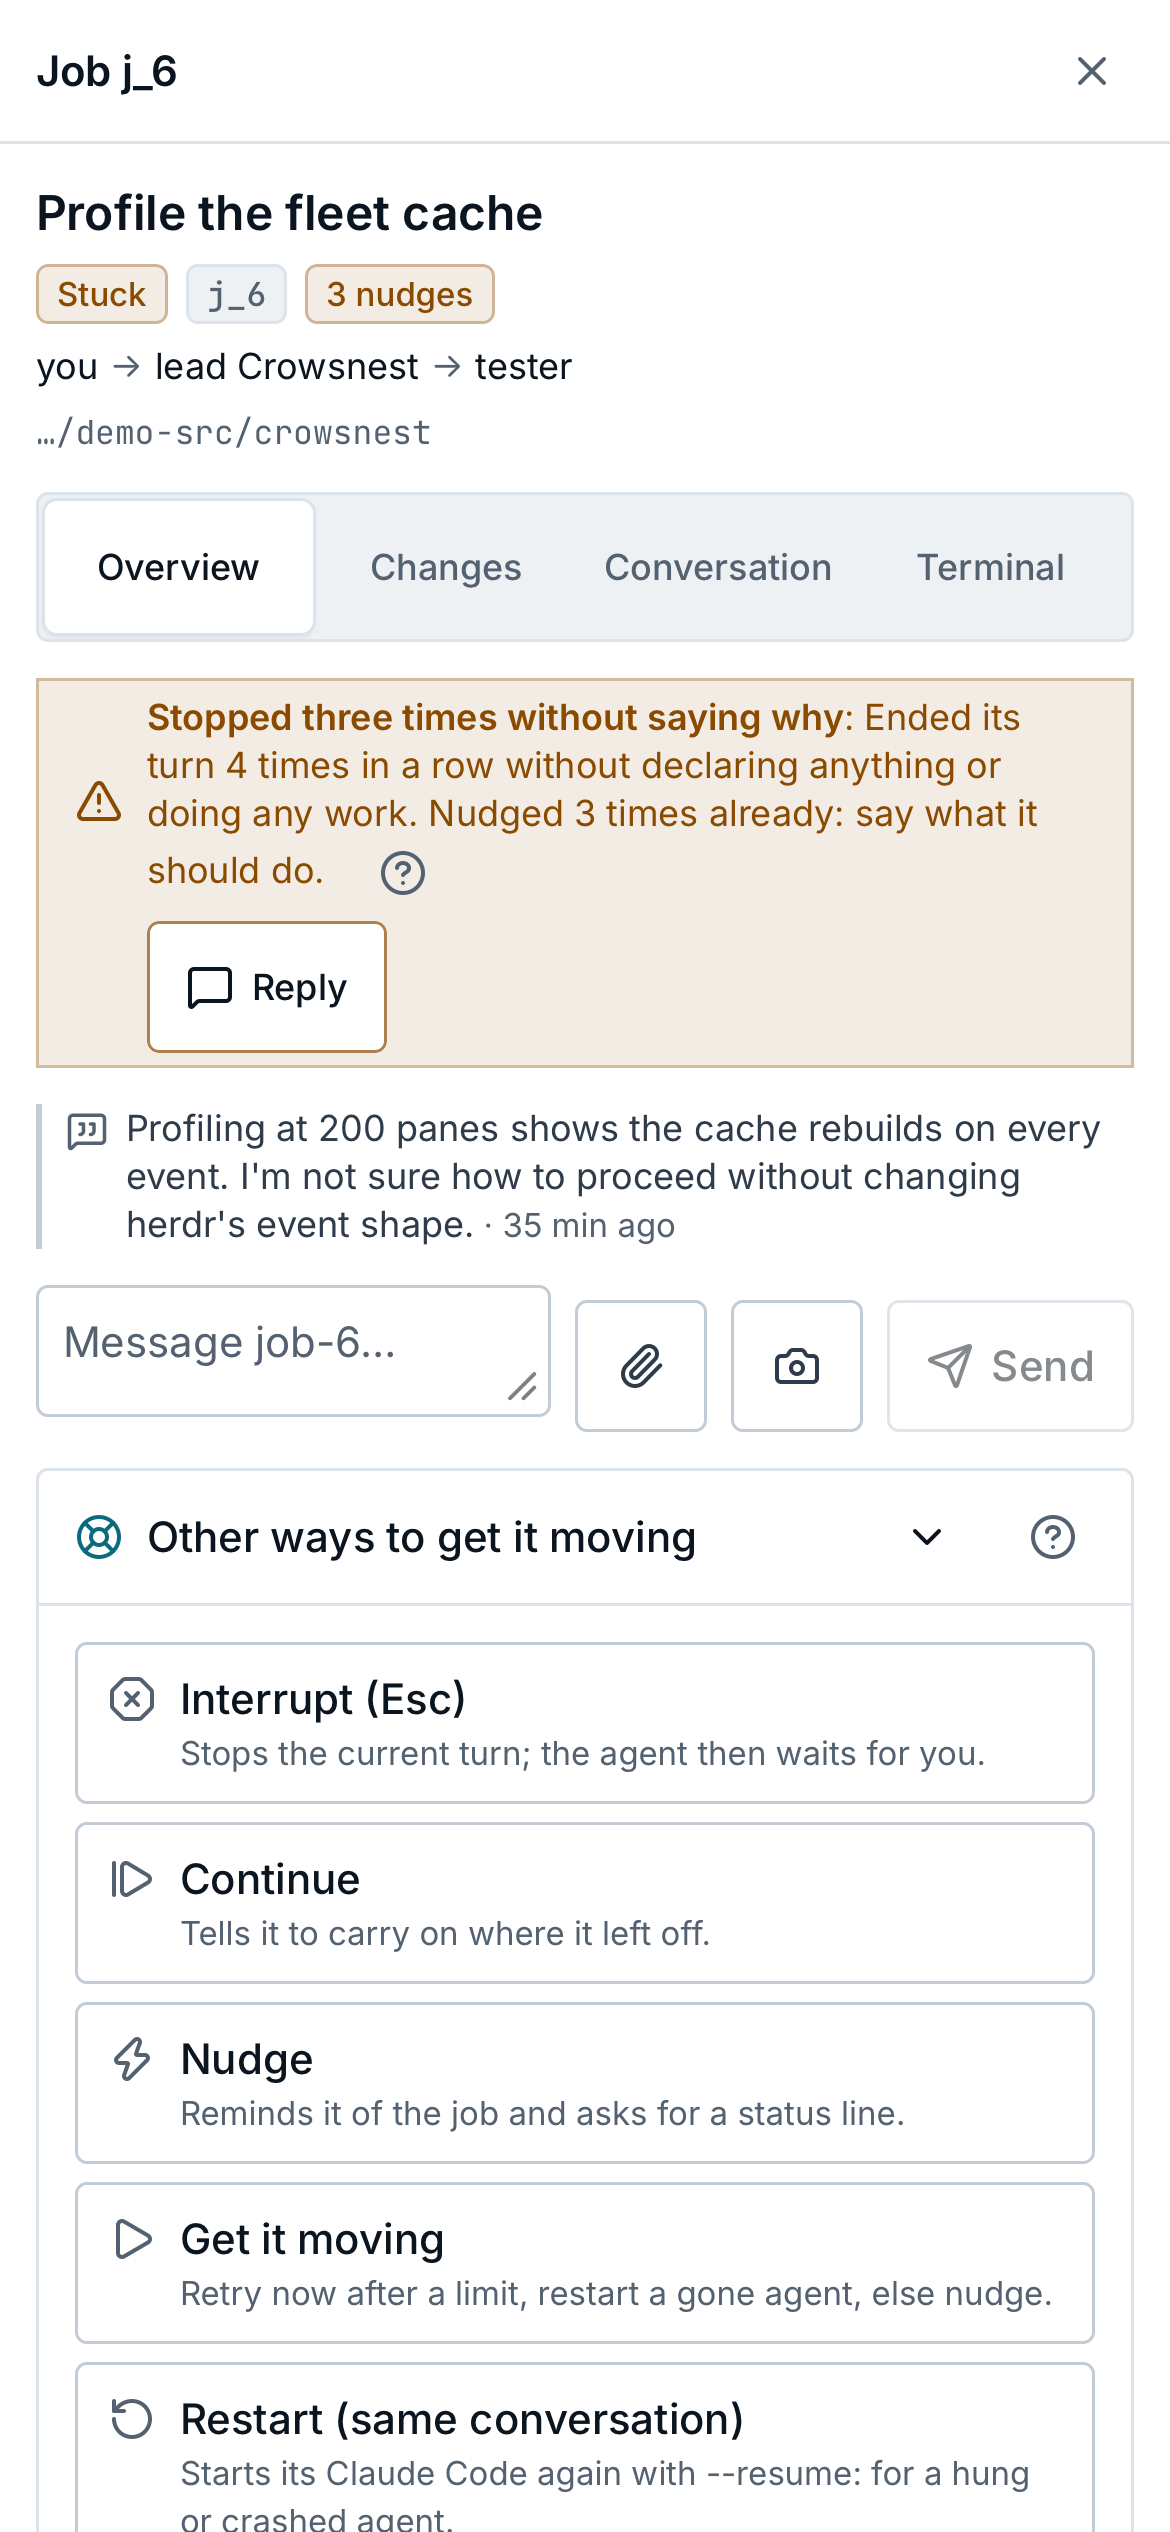 Job j_6
Profile the fleet cache
Stuck j_6 3 nudges
you → lead Crowsnest → tester
…/demo-src/crowsnest
Overview Changes Conversation Terminal
Stopped three times without saying why: Ended its
turn 4 times in a row without declaring anything or
doing any work. Nudged 3 times already: say what it
should do.
Reply
Profiling at 200 panes shows the cache rebuilds on every
event. I'm not sure how to proceed without changing
herdr's event shape. · 35 min ago
Message job-6...
Send
Other ways to get it moving
Interrupt (Esc)
Stops the current turn; the agent then waits for you.
Continue
Tells it to carry on where it left off.
Nudge
Reminds it of the job and asks for a status line.
Get it moving
Retry now after a limit, restart a gone agent, else nudge.
Restart (same conversation)
Starts its Claude Code again with --resume: for a hung
or crashed agent.